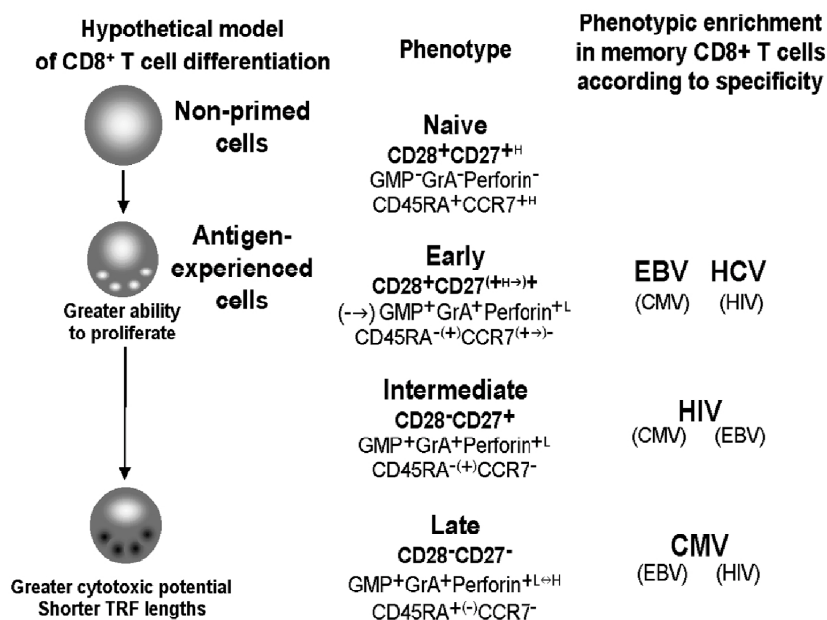 Hypothetical model
of CD8⁺ T cell differentiation
Non-primed
cells
Antigen-
experienced
cells
Greater ability
to proliferate
Greater cytotoxic potential
Shorter TRF lengths
Phenotype
Naive
CD28⁺CD27⁺ᴴ
GMP⁻GrA⁻Perforin⁻
CD45RA⁺CCR7⁺ᴴ
Early
CD28⁺CD27⁽⁺ᴴ→⁾⁺
(-→) GMP⁺GrA⁺Perforin⁺ᴸ
CD45RA⁻⁽⁺⁾CCR7⁽⁺→⁾⁻
Intermediate
CD28⁻CD27⁺
GMP⁺GrA⁺Perforin⁺ᴸ
CD45RA⁻⁽⁺⁾CCR7⁻
Late
CD28⁻CD27⁻
GMP⁺GrA⁺Perforin⁺ᴸ↔ᴴ
CD45RA⁺⁽⁻⁾CCR7⁻
Phenotypic enrichment
in memory CD8+ T cells
according to specificity
EBV HCV
(CMV) (HIV)
HIV
(CMV) (EBV)
CMV
(EBV) (HIV)